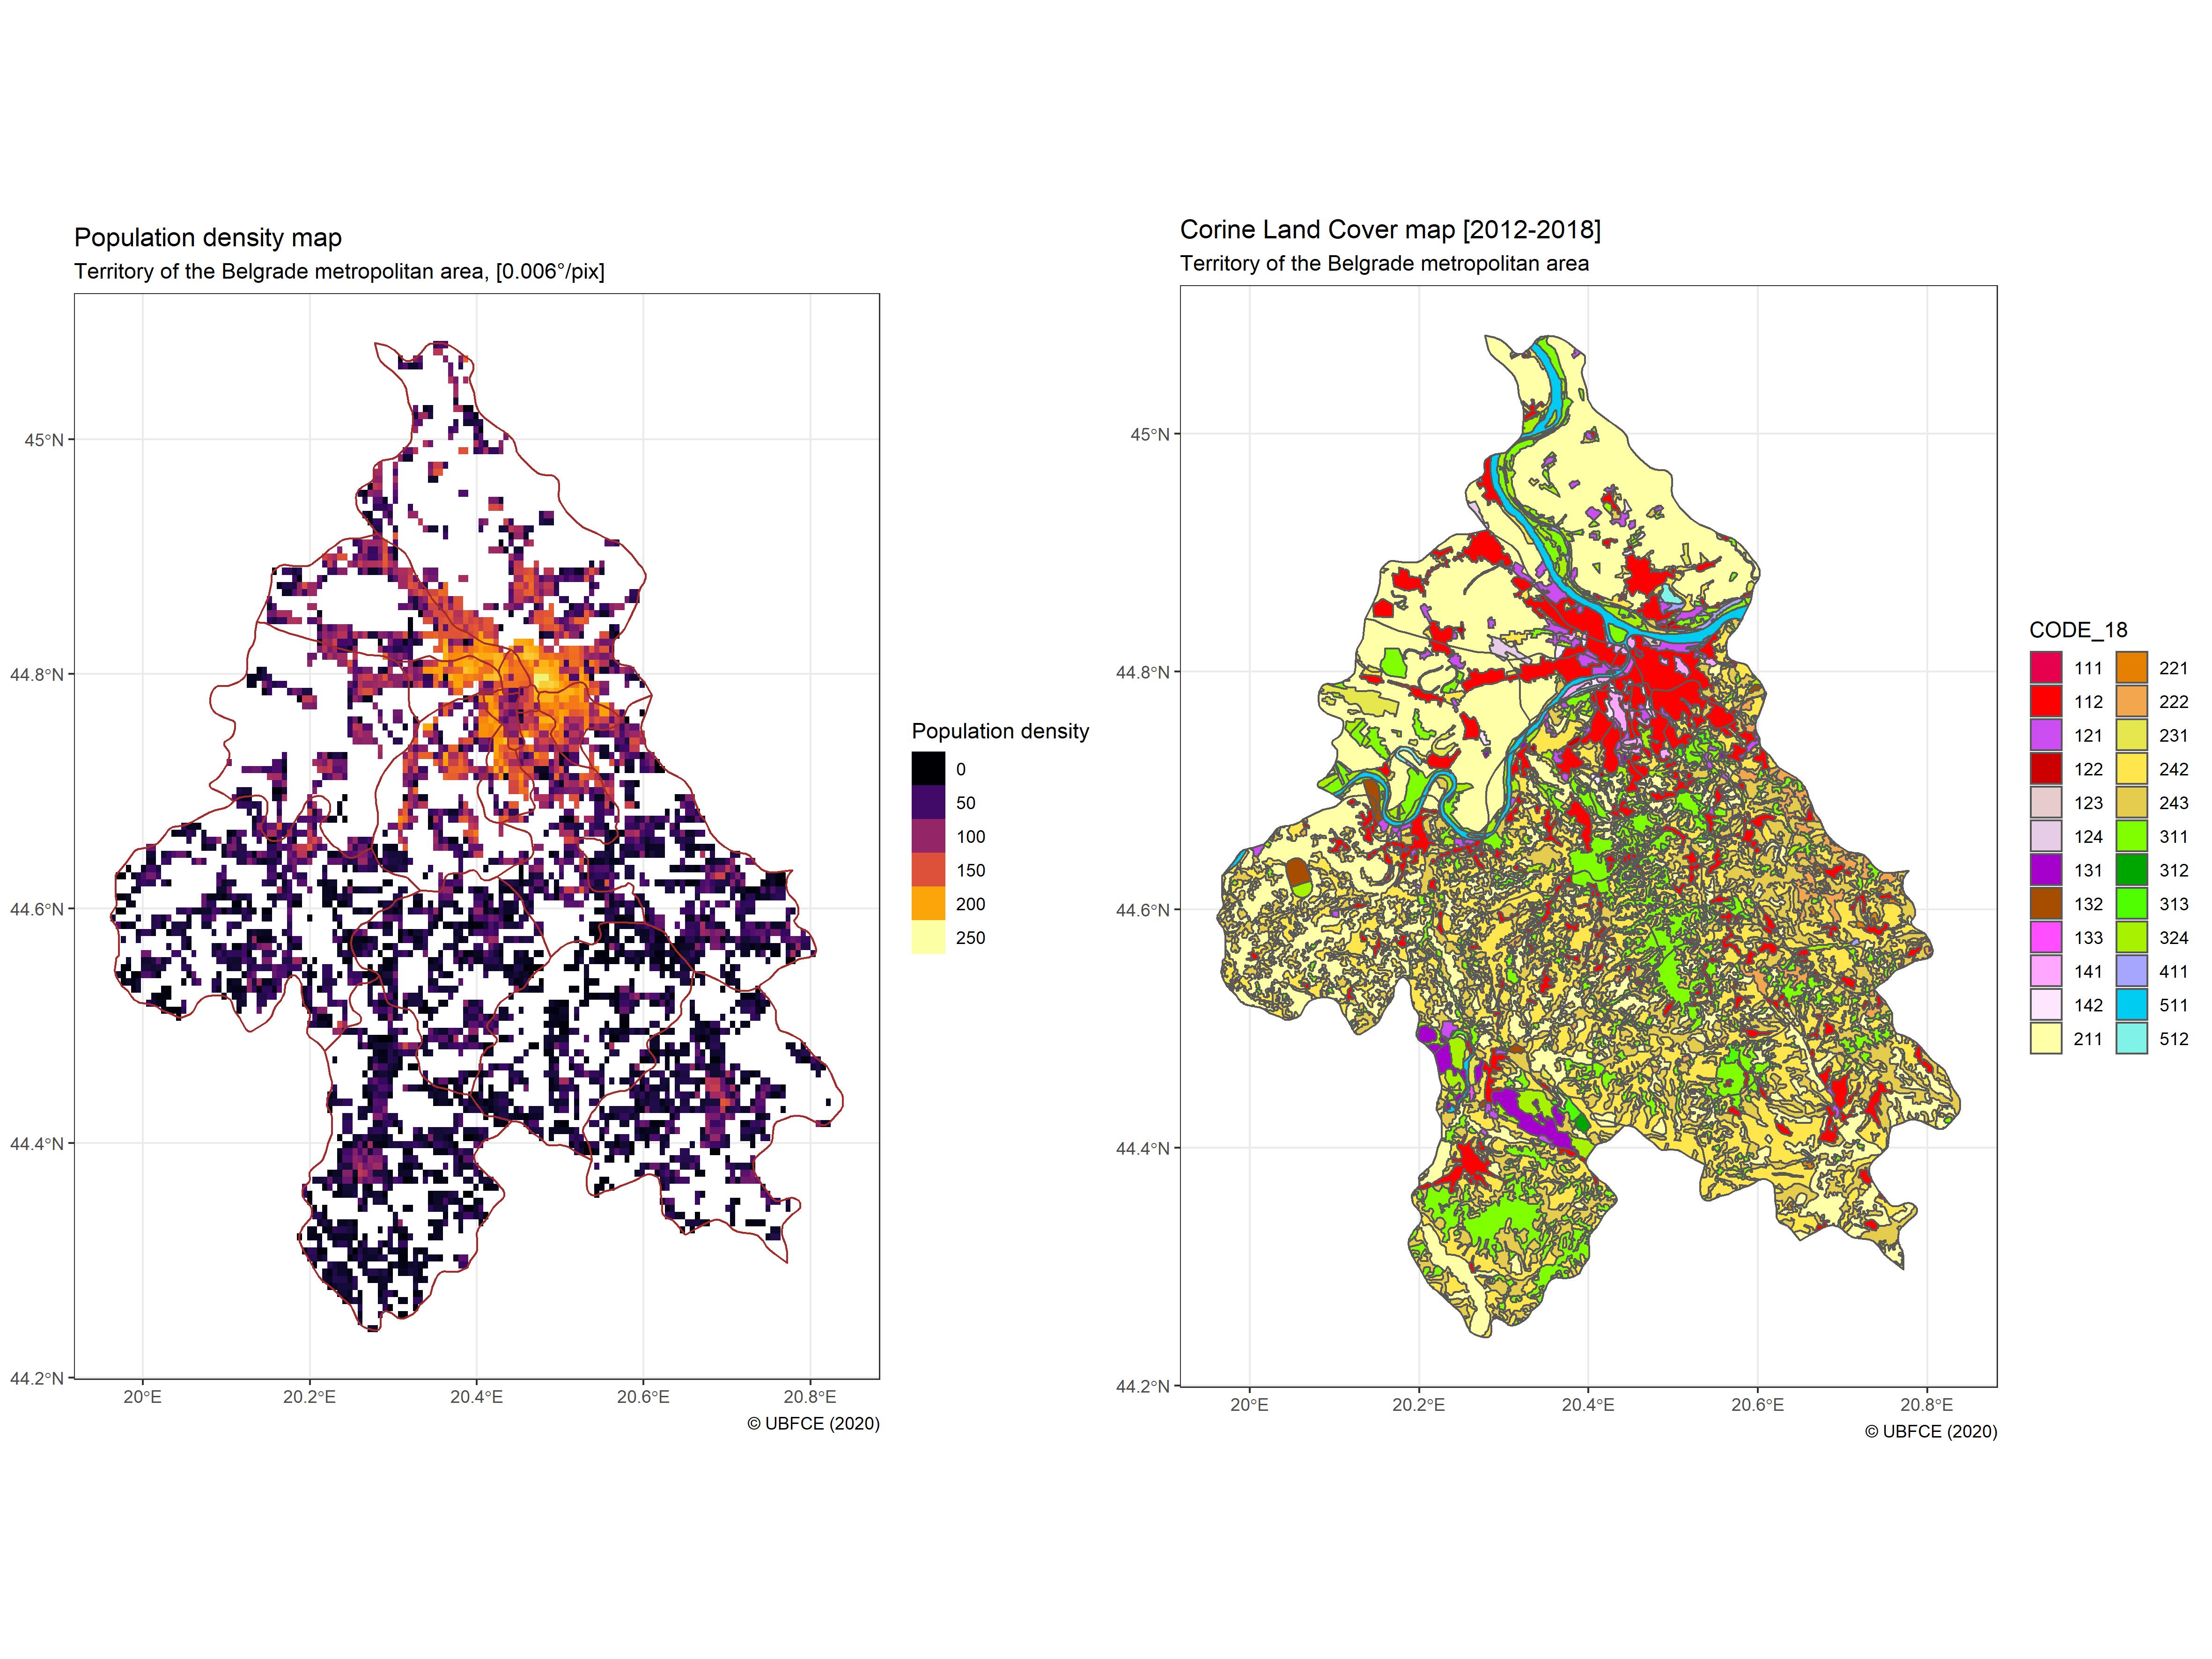 Population density map
Territory of the Belgrade metropolitan area, [0.006°/pix]
45°N
44.8°N
44.6°N
44.4°N
44.2°N
20°E
20.2°E
20.4°E
20.6°E
20.8°E
© UBFCE (2020)
Population density
0
50
100
150
200
250
Corine Land Cover map [2012-2018]
Territory of the Belgrade metropolitan area
45°N
44.8°N
44.6°N
44.4°N
44.2°N
20°E
20.2°E
20.4°E
20.6°E
20.8°E
© UBFCE (2020)
CODE_18
111
112
121
122
123
124
131
132
133
141
142
211
221
222
231
242
243
311
312
313
324
411
511
512